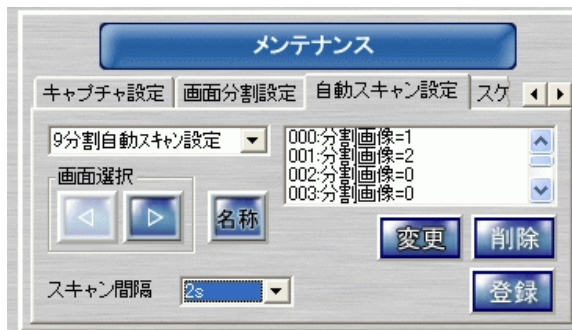 メンテナンス
キャプチャ設定 画面分割設定 自動スキャン設定
9分割自動スキャン設定
000:分割画像=1
001:分割画像=2
002:分割画像=0
003:分割画像=0
画面選択
名称
変更 削除
スキャン間隔 2s
登録